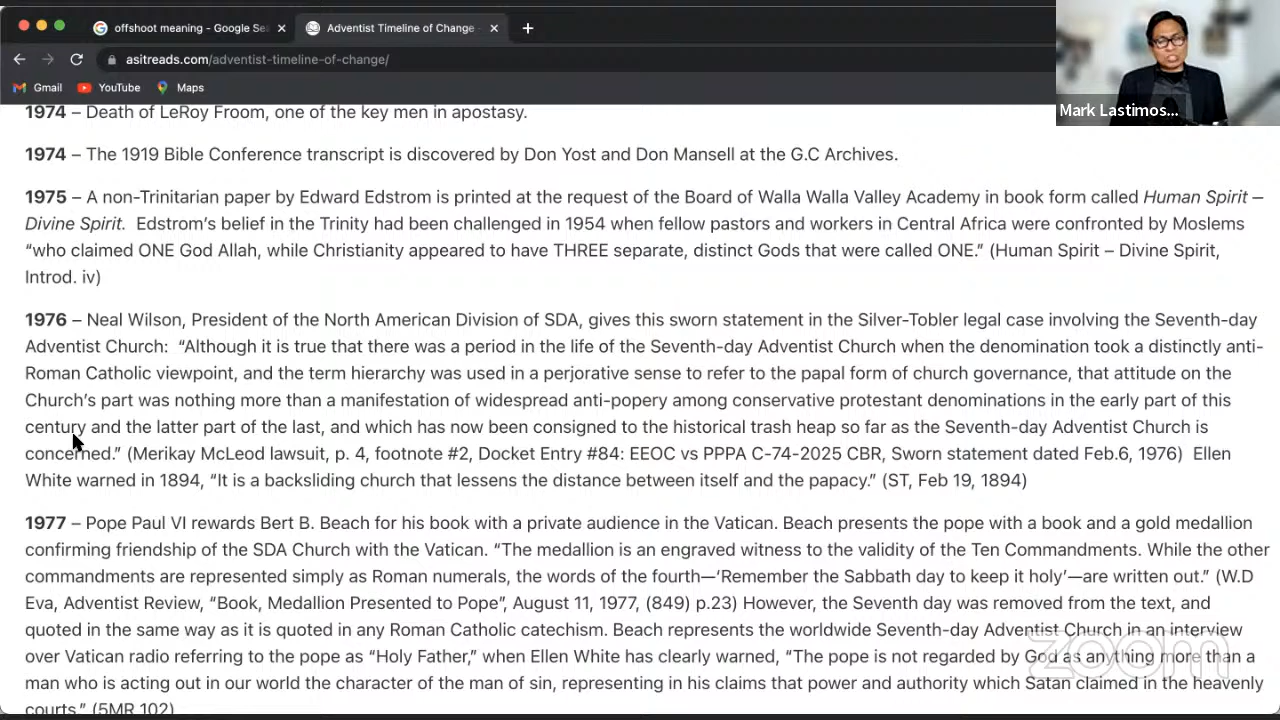 offshoot meaning - Google Se
Adventist Timeline of Change -
asitreads.com/adventist-timeline-of-change/
Gmail YouTube Maps
Mark Lastimos...
1974 – Death of LeRoy Froom, one of the key men in apostasy.
1974 – The 1919 Bible Conference transcript is discovered by Don Yost and Don Mansell at the G.C Archives.
1975 – A non-Trinitarian paper by Edward Edstrom is printed at the request of the Board of Walla Walla Valley Academy in book form called Human Spirit –
Divine Spirit. Edstrom’s belief in the Trinity had been challenged in 1954 when fellow pastors and workers in Central Africa were confronted by Moslems
“who claimed ONE God Allah, while Christianity appeared to have THREE separate, distinct Gods that were called ONE.” (Human Spirit – Divine Spirit,
Introd. iv)
1976 – Neal Wilson, President of the North American Division of SDA, gives this sworn statement in the Silver-Tobler legal case involving the Seventh-day
Adventist Church: “Although it is true that there was a period in the life of the Seventh-day Adventist Church when the denomination took a distinctly anti-
Roman Catholic viewpoint, and the term hierarchy was used in a perjorative sense to refer to the papal form of church governance, that attitude on the
Church’s part was nothing more than a manifestation of widespread anti-popery among conservative protestant denominations in the early part of this
century and the latter part of the last, and which has now been consigned to the historical trash heap so far as the Seventh-day Adventist Church is
concerned.” (Merikay McLeod lawsuit, p. 4, footnote #2, Docket Entry #84: EEOC vs PPPA C-74-2025 CBR, Sworn statement dated Feb.6, 1976) Ellen
White warned in 1894, “It is a backsliding church that lessens the distance between itself and the papacy.” (ST, Feb 19, 1894)
1977 – Pope Paul VI rewards Bert B. Beach for his book with a private audience in the Vatican. Beach presents the pope with a book and a gold medallion
confirming friendship of the SDA Church with the Vatican. “The medallion is an engraved witness to the validity of the Ten Commandments. While the other
commandments are represented simply as Roman numerals, the words of the fourth—‘Remember the Sabbath day to keep it holy’—are written out.” (W.D
Eva, Adventist Review, “Book, Medallion Presented to Pope”, August 11, 1977, (849) p.23) However, the Seventh day was removed from the text, and
quoted in the same way as it is quoted in any Roman Catholic catechism. Beach represents the worldwide Seventh-day Adventist Church in an interview
over Vatican radio referring to the pope as “Holy Father,” when Ellen White has clearly warned, “The pope is not regarded by God as anything more than a
man who is acting out in our world the character of the man of sin, representing in his claims that power and authority which Satan claimed in the heavenly
courts.” (5MR 102)
zoom